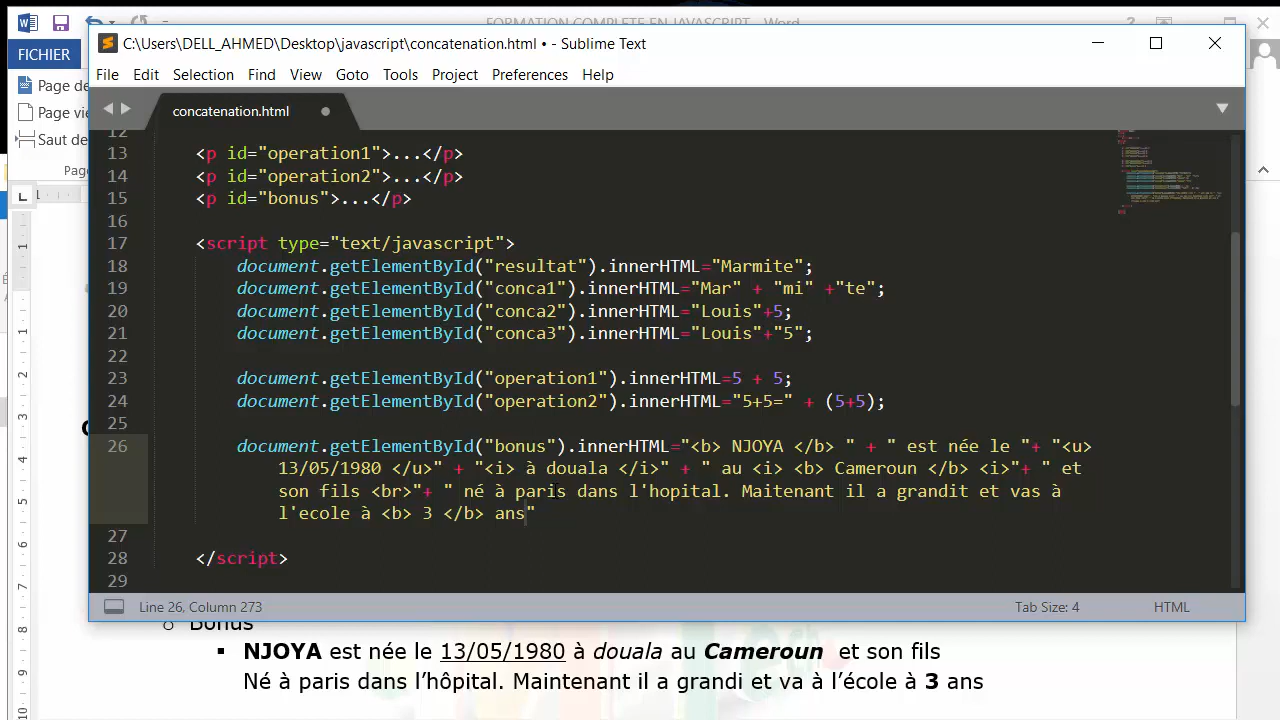 FORMATION COMPLETE EN JAVASCRIPT - Word
C:\Users\DELL_AHMED\Desktop\javascript\concatenation.html • - Sublime Text
FICHIER
File Edit Selection Find View Goto Tools Project Preferences Help
Page de
Page vie
Saut de
concatenation.html
12
13 <p id="operation1">...</p>
14 <p id="operation2">...</p>
15 <p id="bonus">...</p>
16
17 <script type="text/javascript">
18 document.getElementById("resultat").innerHTML="Marmite";
19 document.getElementById("conca1").innerHTML="Mar" + "mi" +"te";
20 document.getElementById("conca2").innerHTML="Louis"+5;
21 document.getElementById("conca3").innerHTML="Louis"+"5";
22
23 document.getElementById("operation1").innerHTML=5 + 5;
24 document.getElementById("operation2").innerHTML="5+5=" + (5+5);
25
26 document.getElementById("bonus").innerHTML="<b> NJOYA </b> " + " est née le "+ "<u>
13/05/1980 </u>" + "<i> à douala </i>" + " au <i> <b> Cameroun </b> <i>"+ " et
son fils <br>"+ " né à paris dans l'hopital. Maitenant il a grandit et vas à
l'ecole à <b> 3 </b> ans"
27
28 </script>
29
Line 26, Column 273 Tab Size: 4 HTML
o Bonus
▪ NJOYA est née le 13/05/1980 à douala au Cameroun et son fils
Né à paris dans l'hôpital. Maintenant il a grandi et va à l'école à 3 ans